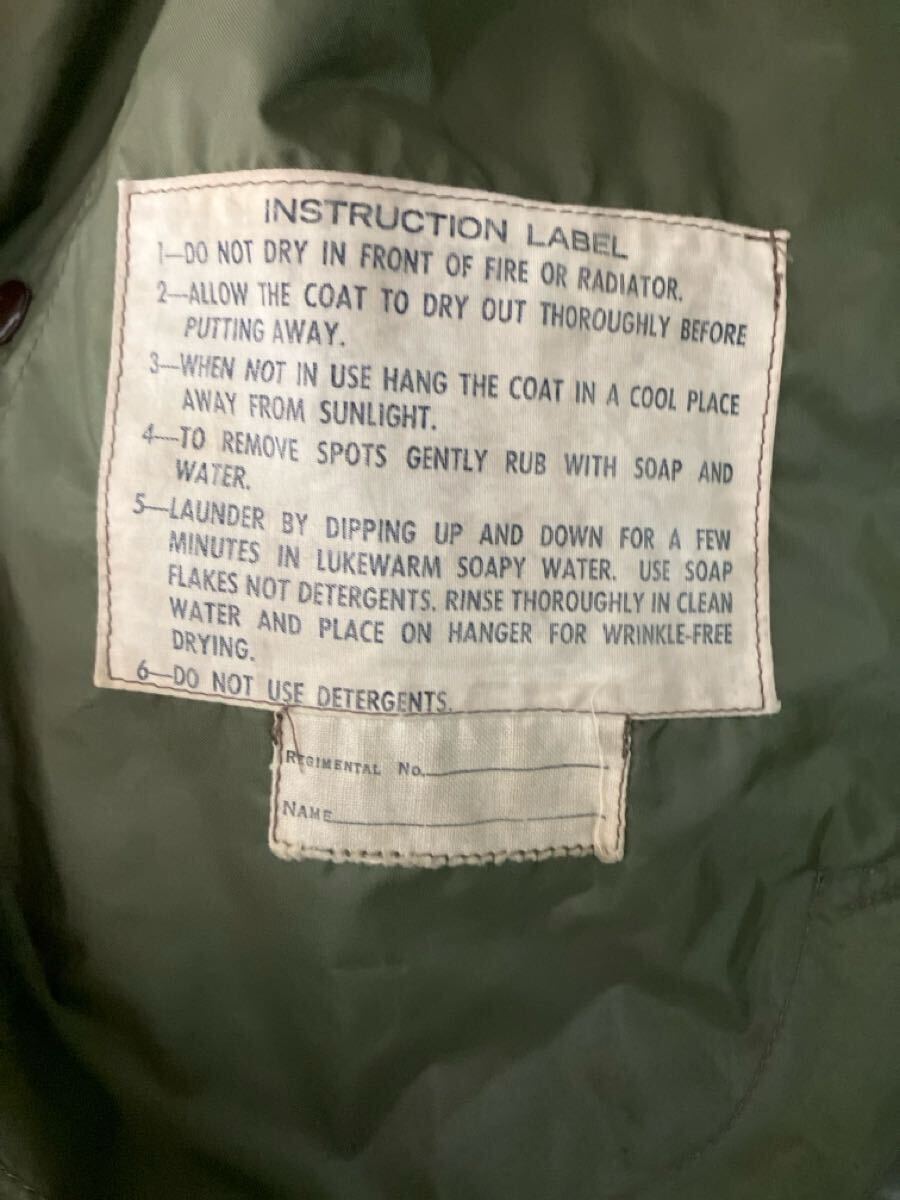 INSTRUCTION LABEL
1—DO NOT DRY IN FRONT OF FIRE OR RADIATOR.
2—ALLOW THE COAT TO DRY OUT THOROUGHLY BEFORE
PUTTING AWAY.
3—WHEN NOT IN USE HANG THE COAT IN A COOL PLACE
AWAY FROM SUNLIGHT.
4—TO REMOVE SPOTS GENTLY RUB WITH SOAP AND
WATER.
5—LAUNDER BY DIPPING UP AND DOWN FOR A FEW
MINUTES IN LUKEWARM SOAPY WATER. USE SOAP
FLAKES NOT DETERGENTS. RINSE THOROUGHLY IN CLEAN
WATER AND PLACE ON HANGER FOR WRINKLE-FREE
DRYING.
6—DO NOT USE DETERGENTS.
REGIMENTAL No.
NAME